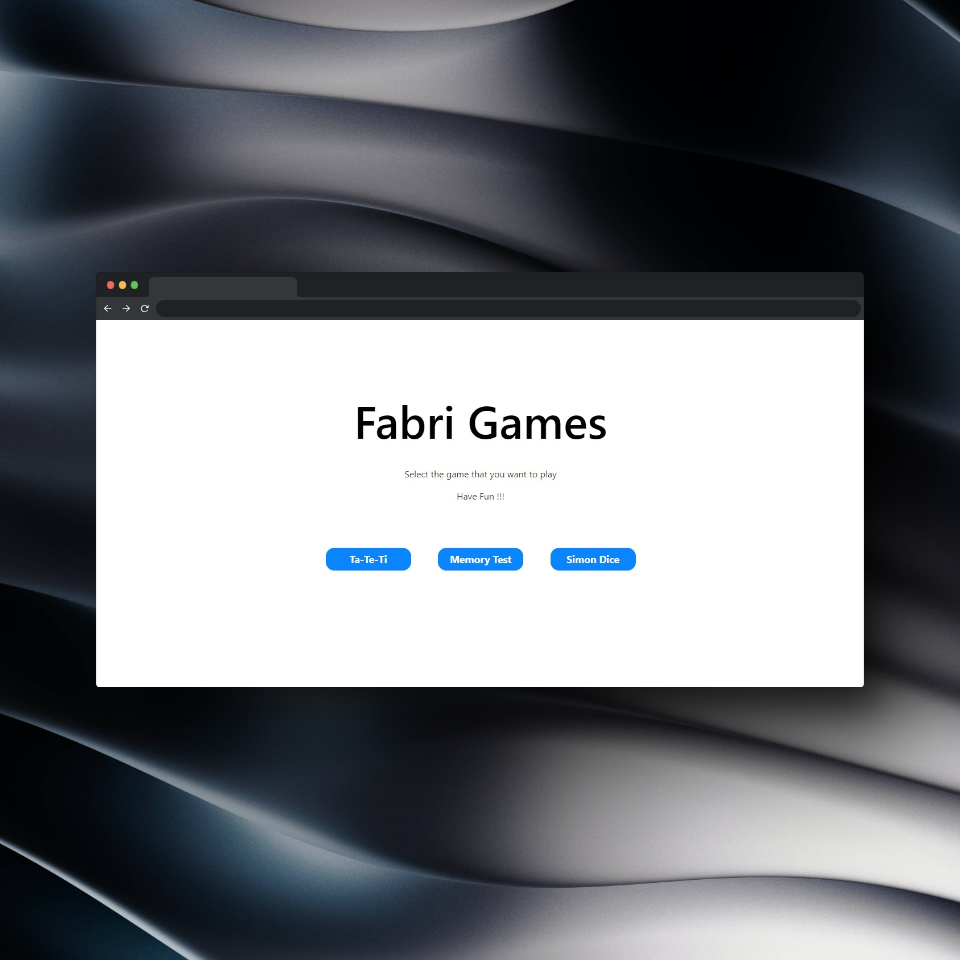 Fabri Games
Select the game that you want to play
Have Fun !!!
Ta-Te-Ti
Memory Test
Simon Dice